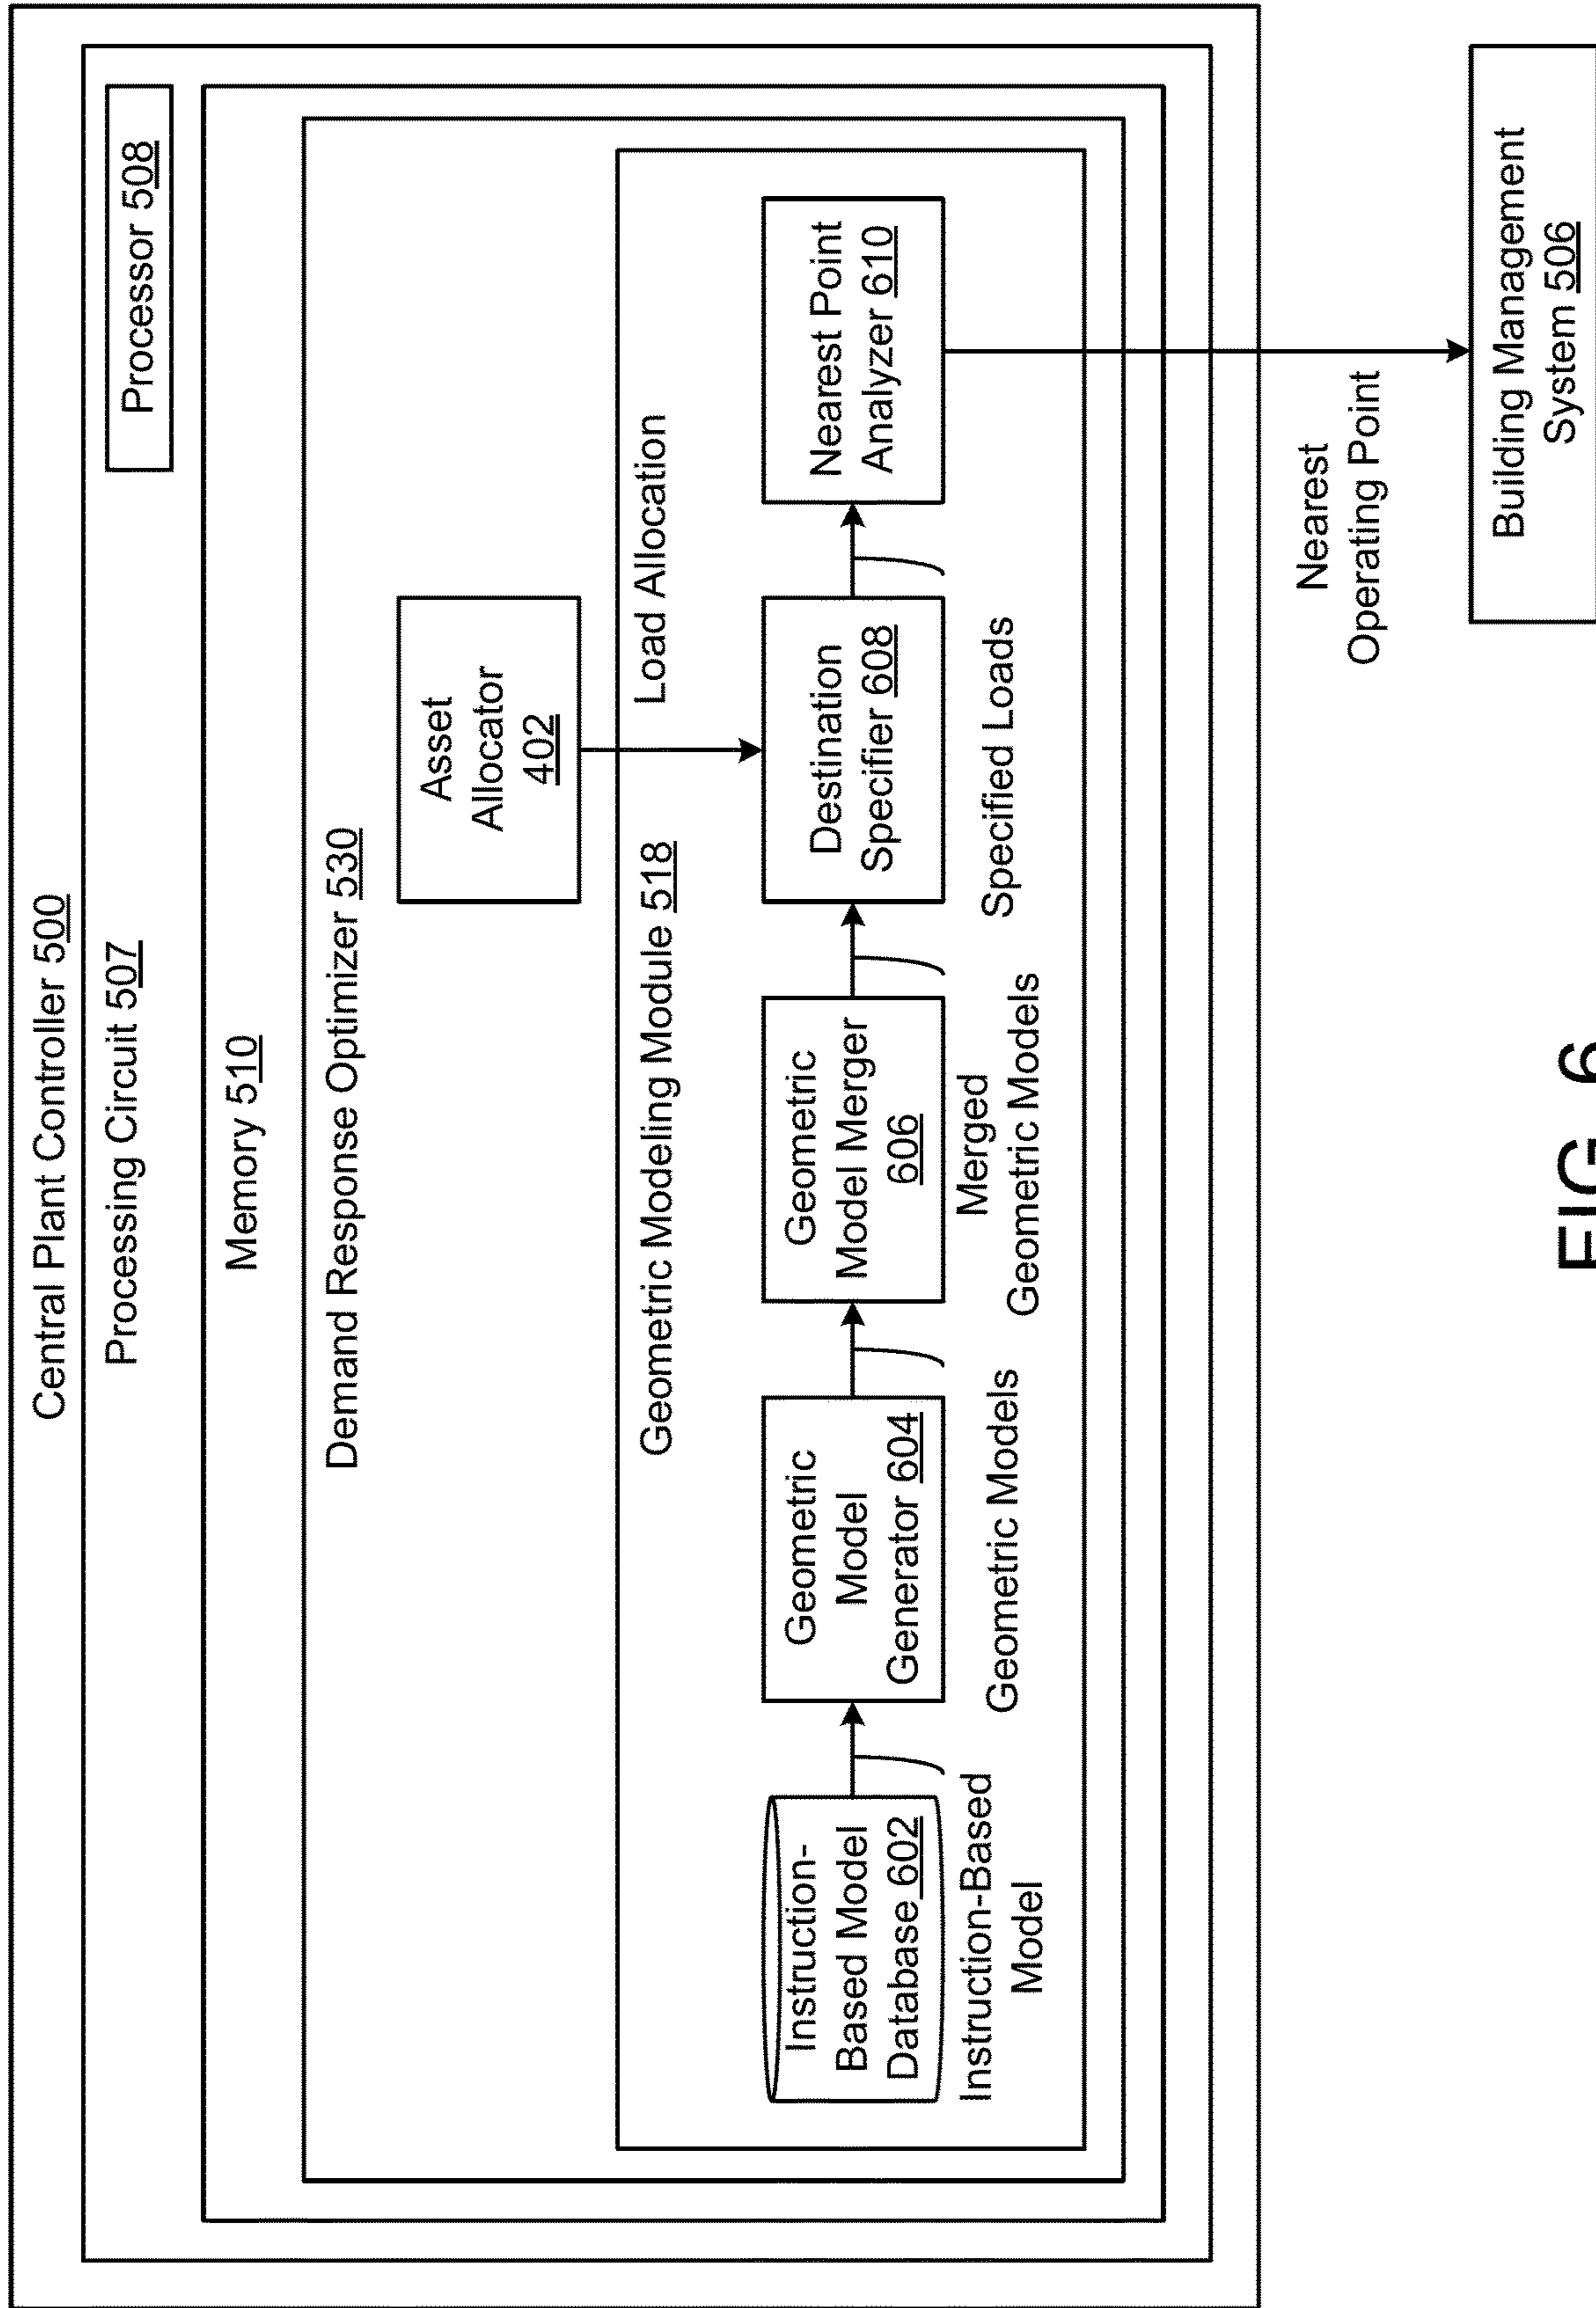 Central Plant Controller 500
Processing Circuit 507
Processor 508
Memory 510
Demand Response Optimizer 530
Asset
Allocator
402
Geometric Modeling Module 518
Load Allocation
Instruction-
Based Model
Database 602
Geometric
Model
Generator 604
Geometric
Model Merger
606
Destination
Specifier 608
Nearest Point
Analyzer 610
Instruction-Based
Model
Geometric Models
Merged
Geometric Models
Specified Loads
Nearest
Operating Point
Building Management
System 506
FIG. 6